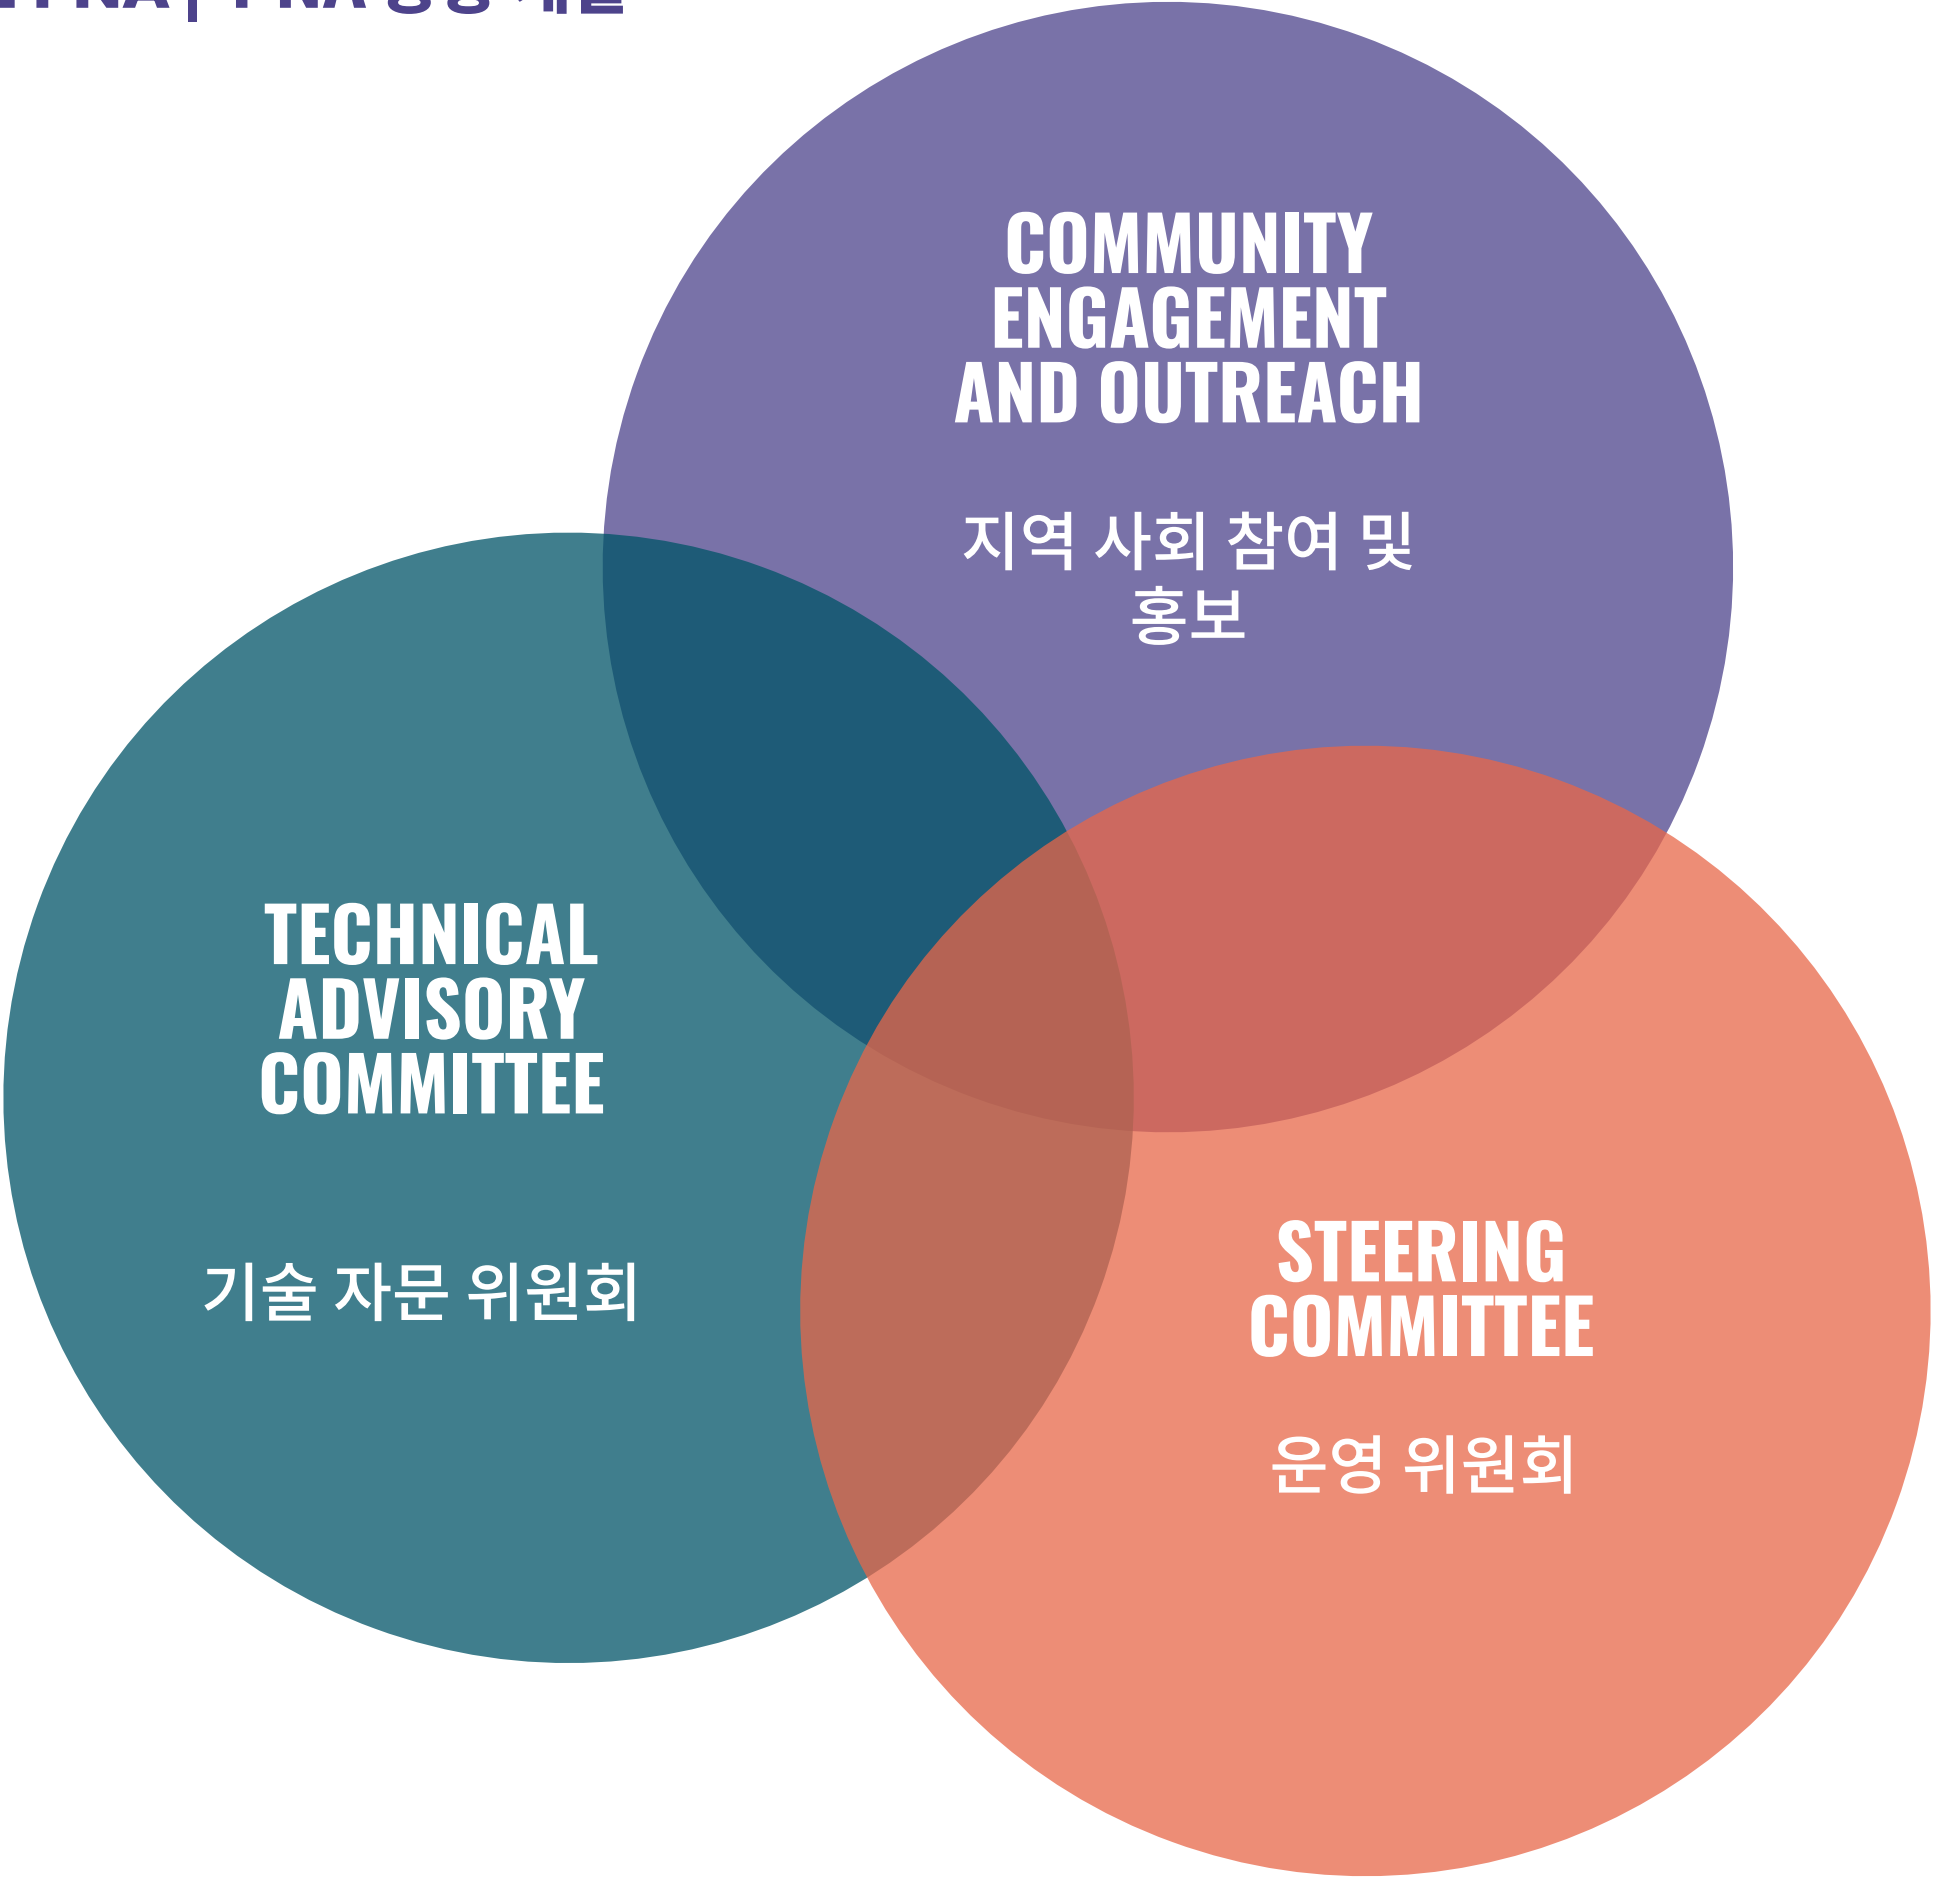 COMMUNITY
ENGAGEMENT
AND OUTREACH
지역 사회 참여 및
홍보
TECHNICAL
ADVISORY
COMMITTEE
기술 자문 위원회
STEERING
COMMITTEE
운영 위원회